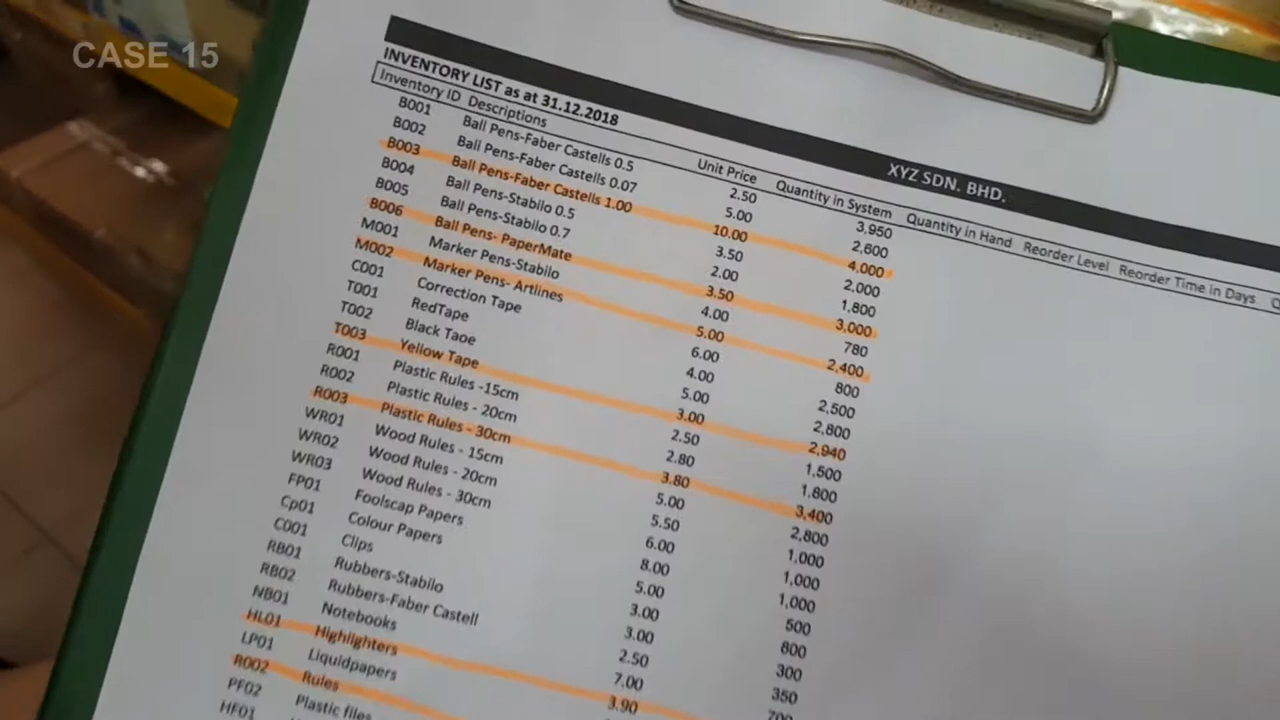 CASE 15
XYZ SDN. BHD.
INVENTORY LIST as at 31.12.2018
Inventory ID Descriptions Unit Price Quantity in System Quantity in Hand Reorder Level Reorder Time in Days
B001 Ball Pens-Faber Castells 0.5 2.50 3,950
B002 Ball Pens-Faber Castells 0.07 5.00 2,600
B003 Ball Pens-Faber Castells 1.00 10.00 4,000
B004 Ball Pens-Stabilo 0.5 3.50 2,000
B005 Ball Pens-Stabilo 0.7 2.00 1,800
B006 Ball Pens- PaperMate 3.50 3,000
M001 Marker Pens-Stabilo 4.00 780
M002 Marker Pens- Artlines 5.00 2,400
C001 Correction Tape 6.00 800
T001 RedTape 4.00 2,500
T002 Black Taoe 5.00 2,800
T003 Yellow Tape 3.00 2,940
R001 Plastic Rules -15cm 2.50 1,500
R002 Plastic Rules - 20cm 2.80 1,800
R003 Plastic Rules - 30cm 3.80 3,400
WR01 Wood Rules - 15cm 5.00 2,800
WR02 Wood Rules - 20cm 5.50 1,000
WR03 Wood Rules - 30cm 6.00 1,000
FP01 Foolscap Papers 8.00 1,000
Cp01 Colour Papers 5.00 500
C001 Clips 3.00 800
RB01 Rubbers-Stabilo 3.00 300
RB02 Rubbers-Faber Castell 2.50 350
NB01 Notebooks 7.00 700
HL01 Highlighters 3.90
LP01 Liquidpapers
R002 Rules
PF02 Plastic files
HF01